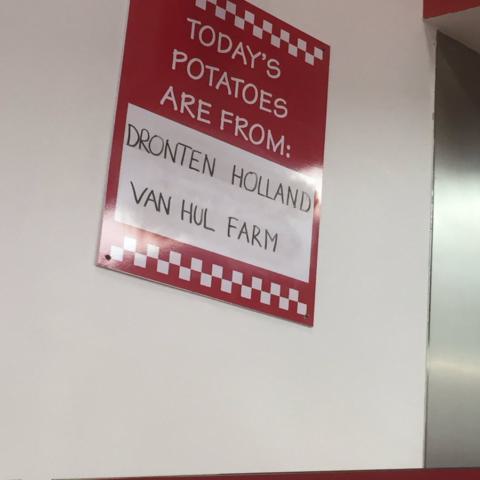 TODAY'S
POTATOES
ARE FROM:
DRONTEN HOLLAND
VAN HUL FARM